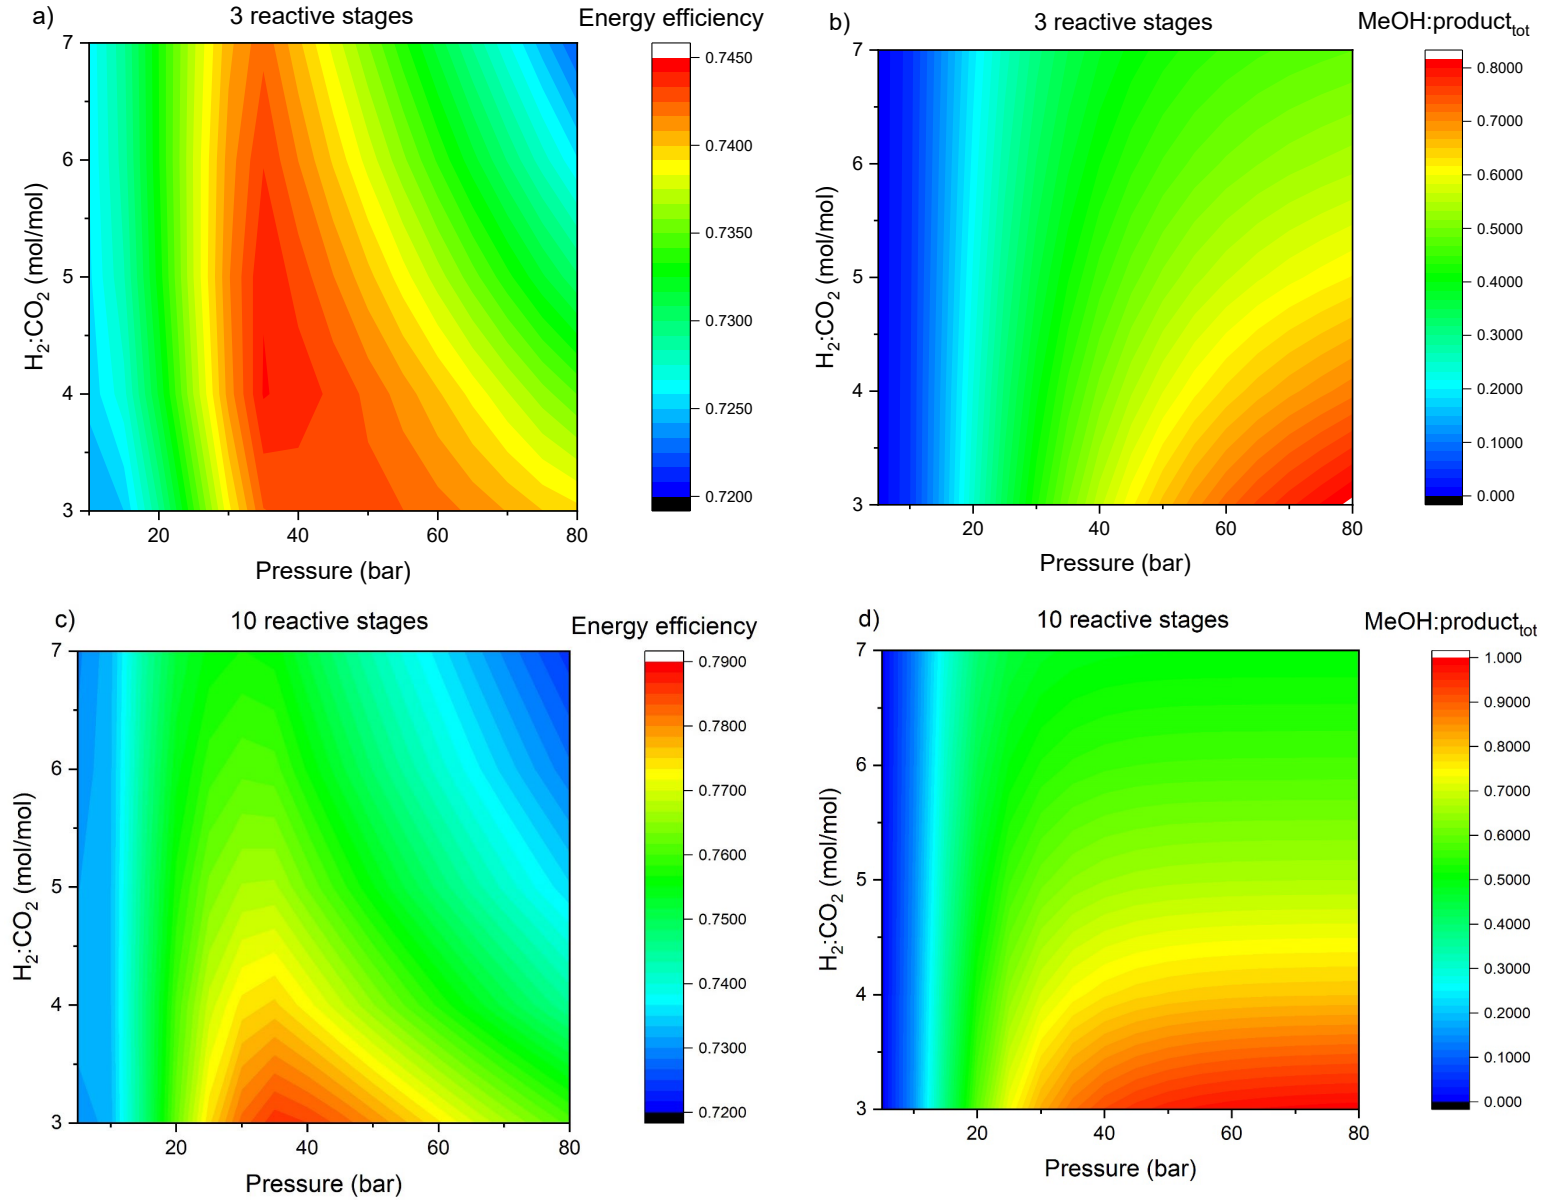 a)
3 reactive stages
Energy efficiency
7
6
5
4
3
H2:CO2 (mol/mol)
20 40 60 80
Pressure (bar)
0.7450
0.7400
0.7350
0.7300
0.7250
0.7200
b)
3 reactive stages
MeOH:product_tot
7
6
5
4
3
H2:CO2 (mol/mol)
20 40 60 80
Pressure (bar)
0.8000
0.7000
0.6000
0.5000
0.4000
0.3000
0.2000
0.1000
0.000
c)
10 reactive stages
Energy efficiency
7
6
5
4
3
H2:CO2 (mol/mol)
20 40 60 80
Pressure (bar)
0.7900
0.7800
0.7700
0.7600
0.7500
0.7400
0.7300
0.7200
d)
10 reactive stages
MeOH:product_tot
7
6
5
4
3
H2:CO2 (mol/mol)
20 40 60 80
Pressure (bar)
1.000
0.9000
0.8000
0.7000
0.6000
0.5000
0.4000
0.3000
0.2000
0.1000
0.000